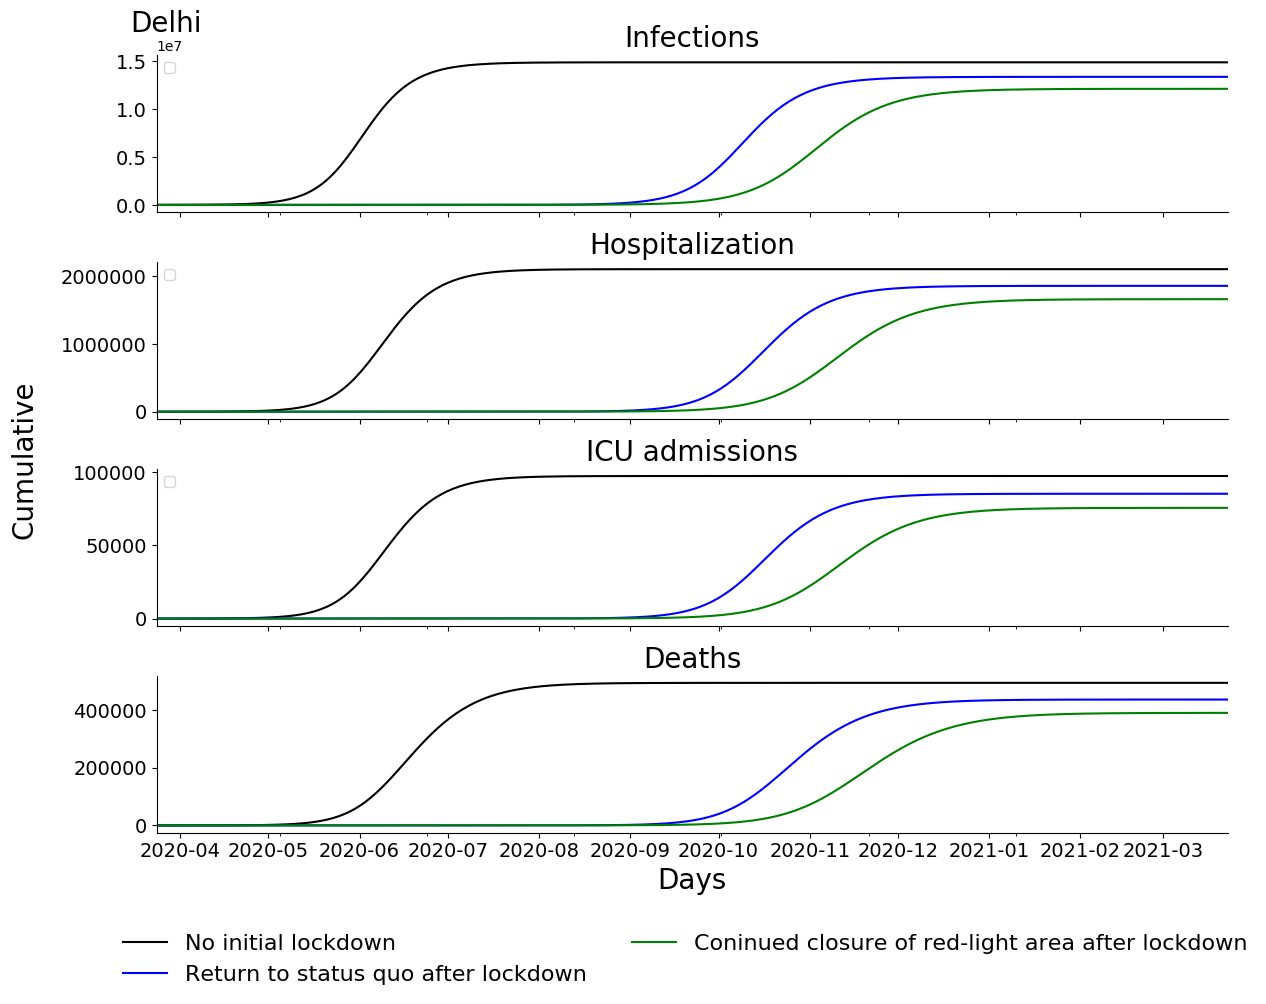 Delhi
Infections
1e7
1.5
1.0
0.5
0.0
Hospitalization
2000000
1000000
0
Cumulative
ICU admissions
100000
50000
0
Deaths
400000
200000
0
2020-04 2020-05 2020-06 2020-07 2020-08 2020-09 2020-10 2020-11 2020-12 2021-01 2021-02 2021-03
Days
No initial lockdown
Return to status quo after lockdown
Coninued closure of red-light area after lockdown